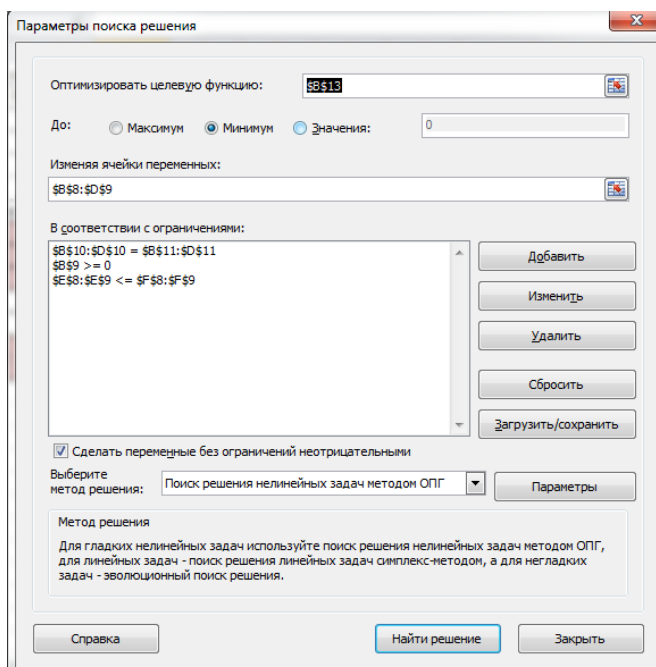 Параметры поиска решения
Оптимизировать целевую функцию: $B$13
До: Максимум Минимум Значения: 0
Изменяя ячейки переменных:
$B$8:$D$9
В соответствии с ограничениями:
$B$10:$D$10 = $B$11:$D$11
$B$9 >= 0
$E$8:$E$9 <= $F$8:$F$9
Добавить
Изменить
Удалить
Сбросить
Загрузить/сохранить
Сделать переменные без ограничений неотрицательными
Выберите
метод решения: Поиск решения нелинейных задач методом ОПГ Параметры
Метод решения
Для гладких нелинейных задач используйте поиск решения нелинейных задач методом ОПГ,
для линейных задач - поиск решения линейных задач симплекс-методом, а для негладких
задач - эволюционный поиск решения.
Справка Найти решение Закрыть